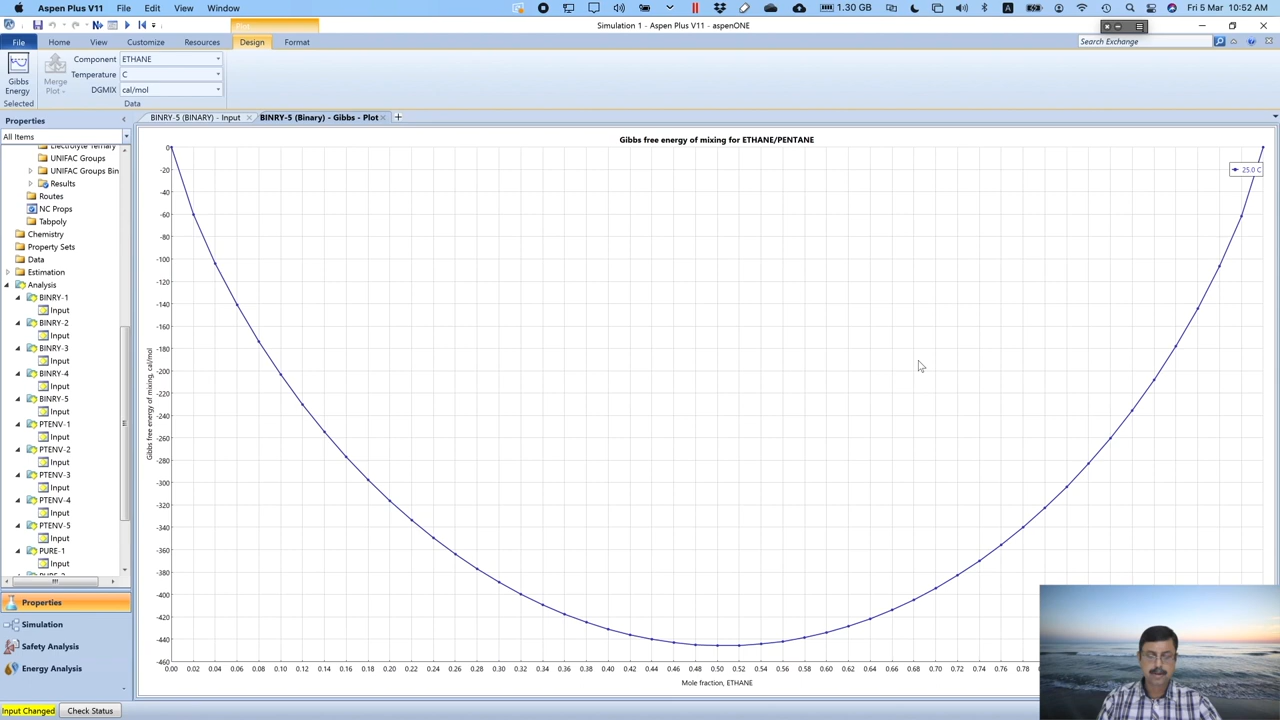 Aspen Plus V11 File Edit View Window 1.30 GB Fri 5 Mar 10:52 AM
Plot
Simulation 1 - Aspen Plus V11 - aspenONE
File Home View Customize Resources Design Format Search Exchange
Gibbs Energy
Merge Plot
Component ETHANE
Temperature C
DGMIX cal/mol
Selected Data
Properties
BINRY-5 (BINARY) - Input
BINRY-5 (Binary) - Gibbs - Plot
All Items
Electrolyte Ternary
UNIFAC Groups
UNIFAC Groups Bin
Results
Routes
NC Props
Tabpoly
Chemistry
Property Sets
Data
Estimation
Analysis
BINRY-1
Input
BINRY-2
Input
BINRY-3
Input
BINRY-4
Input
BINRY-5
Input
PTENV-1
Input
PTENV-2
Input
PTENV-3
Input
PTENV-4
Input
PTENV-5
Input
PURE-1
Input
Properties
Simulation
Safety Analysis
Energy Analysis
Input Changed Check Status
Gibbs free energy of mixing for ETHANE/PENTANE
25.0 C
Gibbs free energy of mixing, cal/mol
0
-20
-40
-60
-80
-100
-120
-140
-160
-180
-200
-220
-240
-260
-280
-300
-320
-340
-360
-380
-400
-420
-440
-460
0.00 0.02 0.04 0.06 0.08 0.10 0.12 0.14 0.16 0.18 0.20 0.22 0.24 0.26 0.28 0.30 0.32 0.34 0.36 0.38 0.40 0.42 0.44 0.46 0.48 0.50 0.52 0.54 0.56 0.58 0.60 0.62 0.64 0.66 0.68 0.70 0.72 0.74 0.76 0.78
Mole fraction, ETHANE